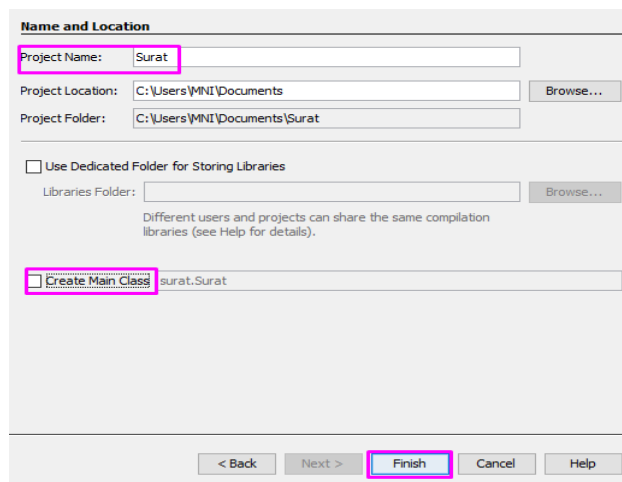 Name and Location
Project Name: Surat
Project Location: C:\Users\MNI\Documents Browse...
Project Folder: C:\Users\MNI\Documents\Surat
Use Dedicated Folder for Storing Libraries
Libraries Folder: Browse...
Different users and projects can share the same compilation
libraries (see Help for details).
Create Main Class surat.Surat
< Back Next > Finish Cancel Help